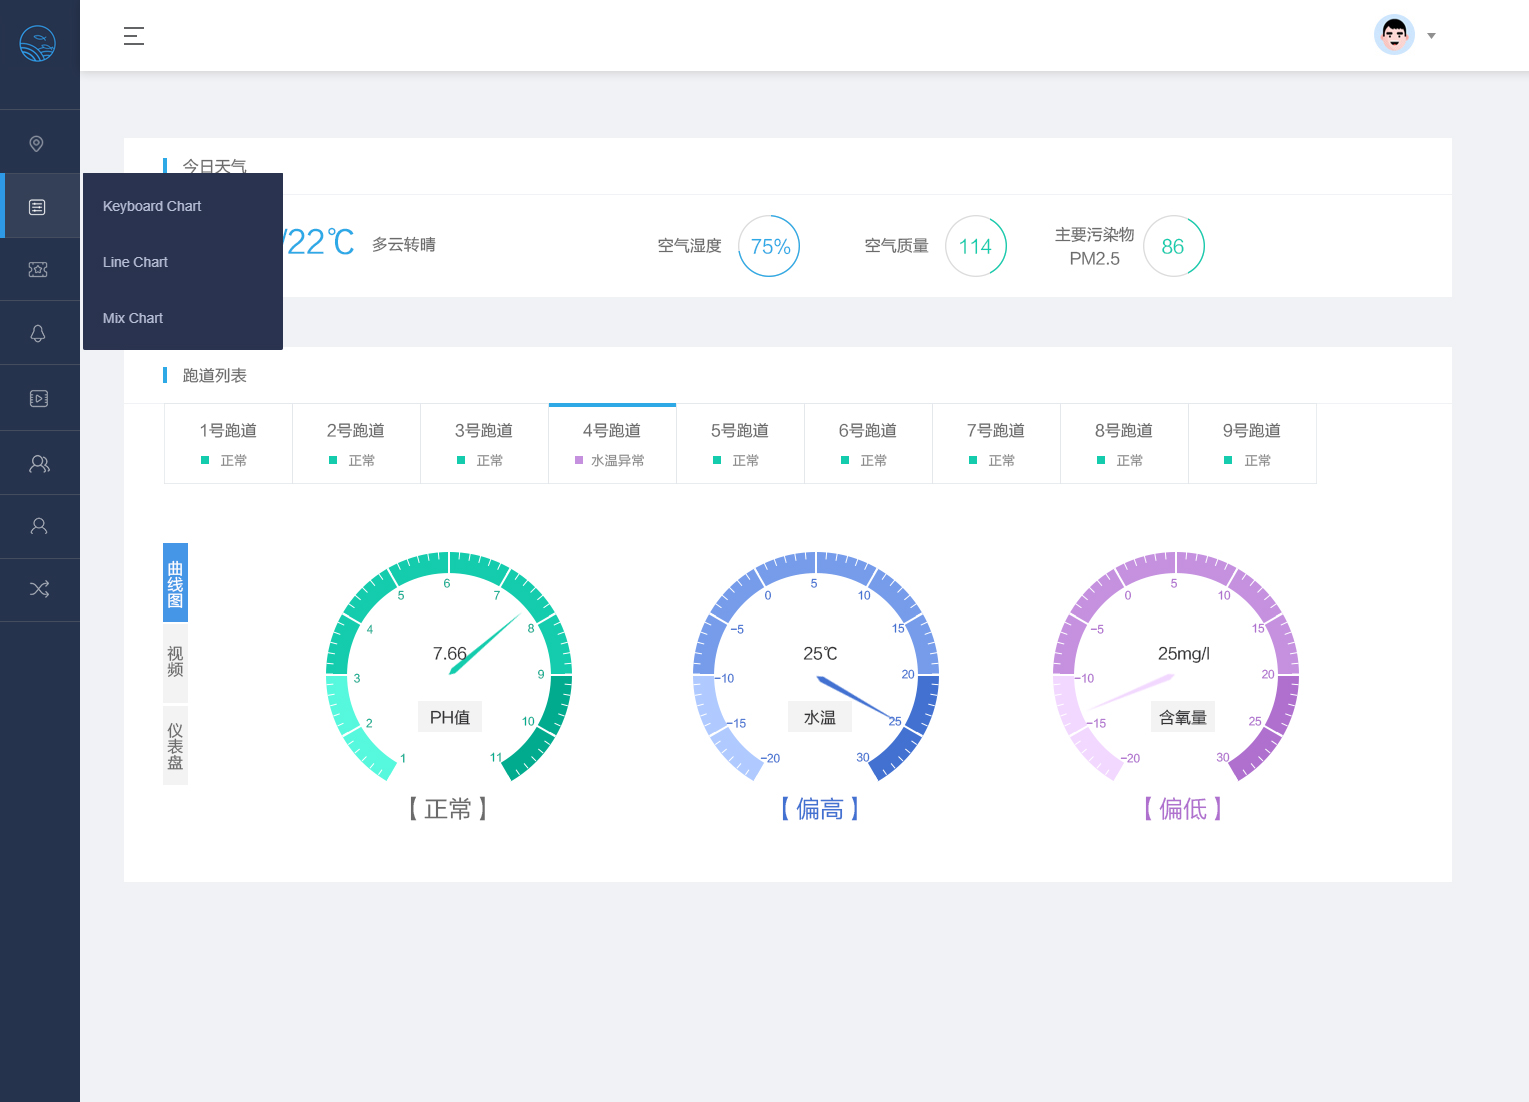 今日天气
Keyboard Chart
Line Chart
Mix Chart
/22℃
多云转晴
空气湿度
75%
空气质量
114
主要污染物
PM2.5
86
跑道列表
1号跑道
正常
2号跑道
正常
3号跑道
正常
4号跑道
水温异常
5号跑道
正常
6号跑道
正常
7号跑道
正常
8号跑道
正常
9号跑道
正常
曲线图
视频
仪表盘
1
2
3
4
5
6
7
8
9
10
11
7.66
PH值
【 正常 】
-20
-15
-10
-5
0
5
10
15
20
25
30
25℃
水温
【 偏高 】
-20
-15
-10
-5
0
5
10
15
20
25
30
25mg/l
含氧量
【 偏低 】